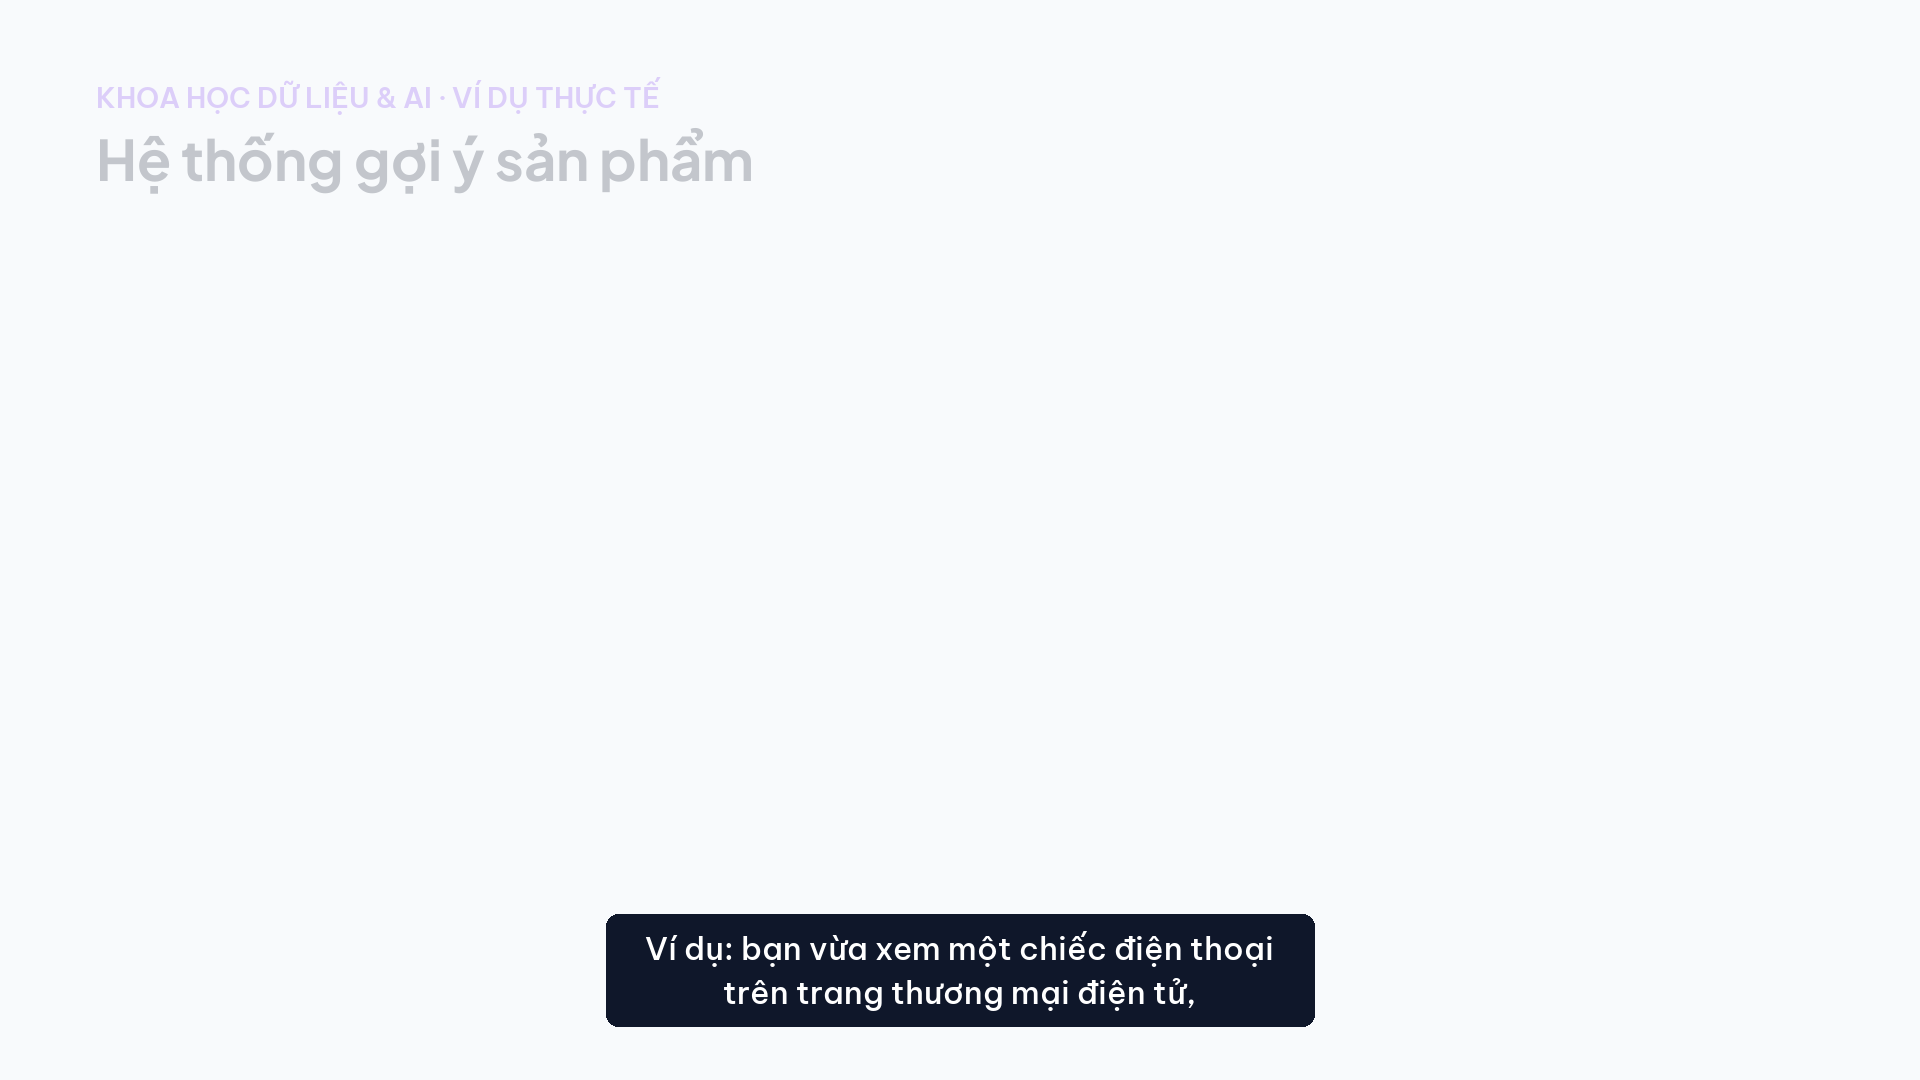 KHOA HỌC DỮ LIỆU & AI · VÍ DỤ THỰC TẾ
Hệ thống gợi ý sản phẩm
Ví dụ: bạn vừa xem một chiếc điện thoại
trên trang thương mại điện tử,